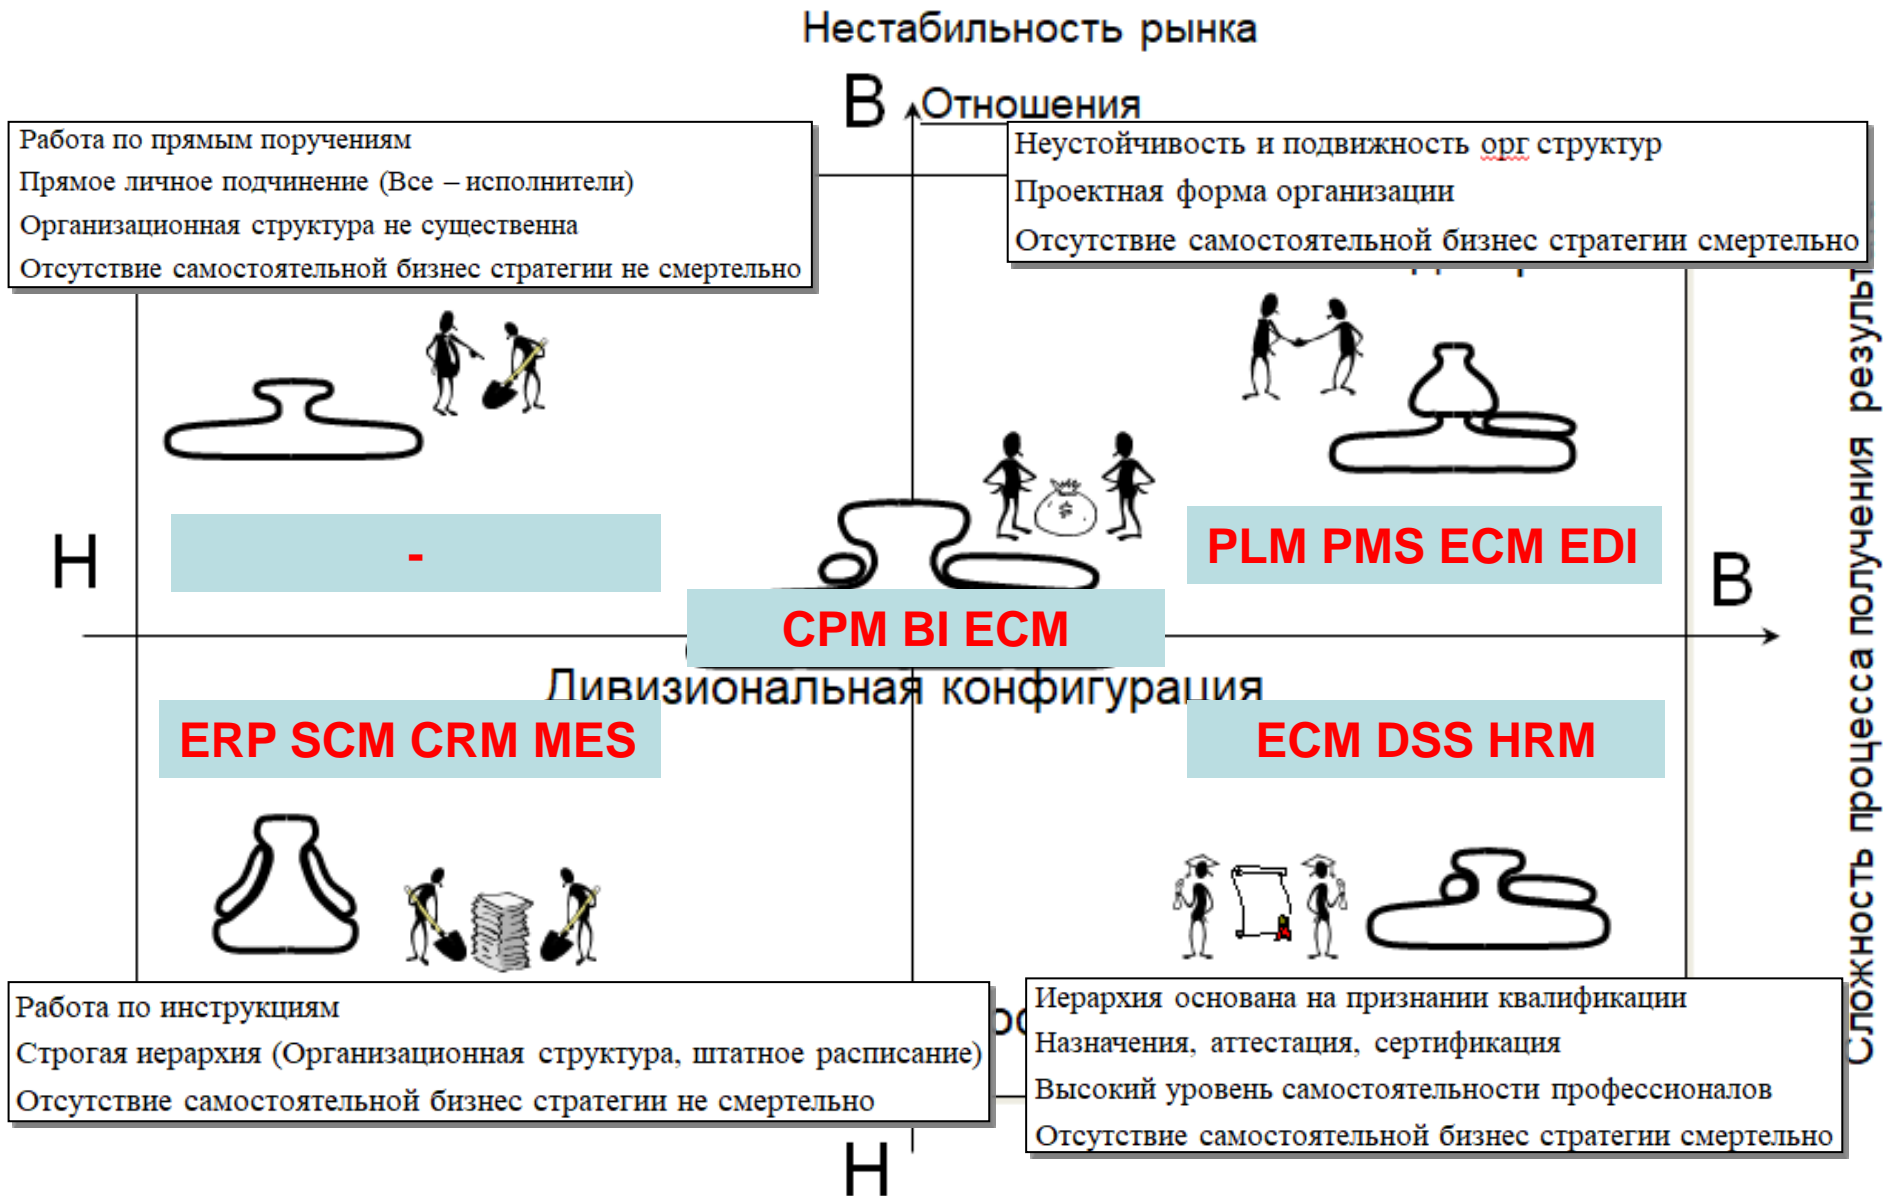 Нестабильность рынка
В
Отношения
Работа по прямым поручениям
Прямое личное подчинение (Все – исполнители)
Организационная структура не существенна
Отсутствие самостоятельной бизнес стратегии не смертельно
Неустойчивость и подвижность орг структур
Проектная форма организации
Отсутствие самостоятельной бизнес стратегии смертельно
Н
-
PLM PMS ECM EDI
В
CPM BI ECM
Дивизиональная конфигурация
ERP SCM CRM MES
ECM DSS HRM
$
Сложность процесса получения
Работа по инструкциям
Строгая иерархия (Организационная структура, штатное расписание)
Отсутствие самостоятельной бизнес стратегии не смертельно
Иерархия основана на признании квалификации
Назначения, аттестация, сертификация
Высокий уровень самостоятельности профессионалов
Отсутствие самостоятельной бизнес стратегии смертельно
Н